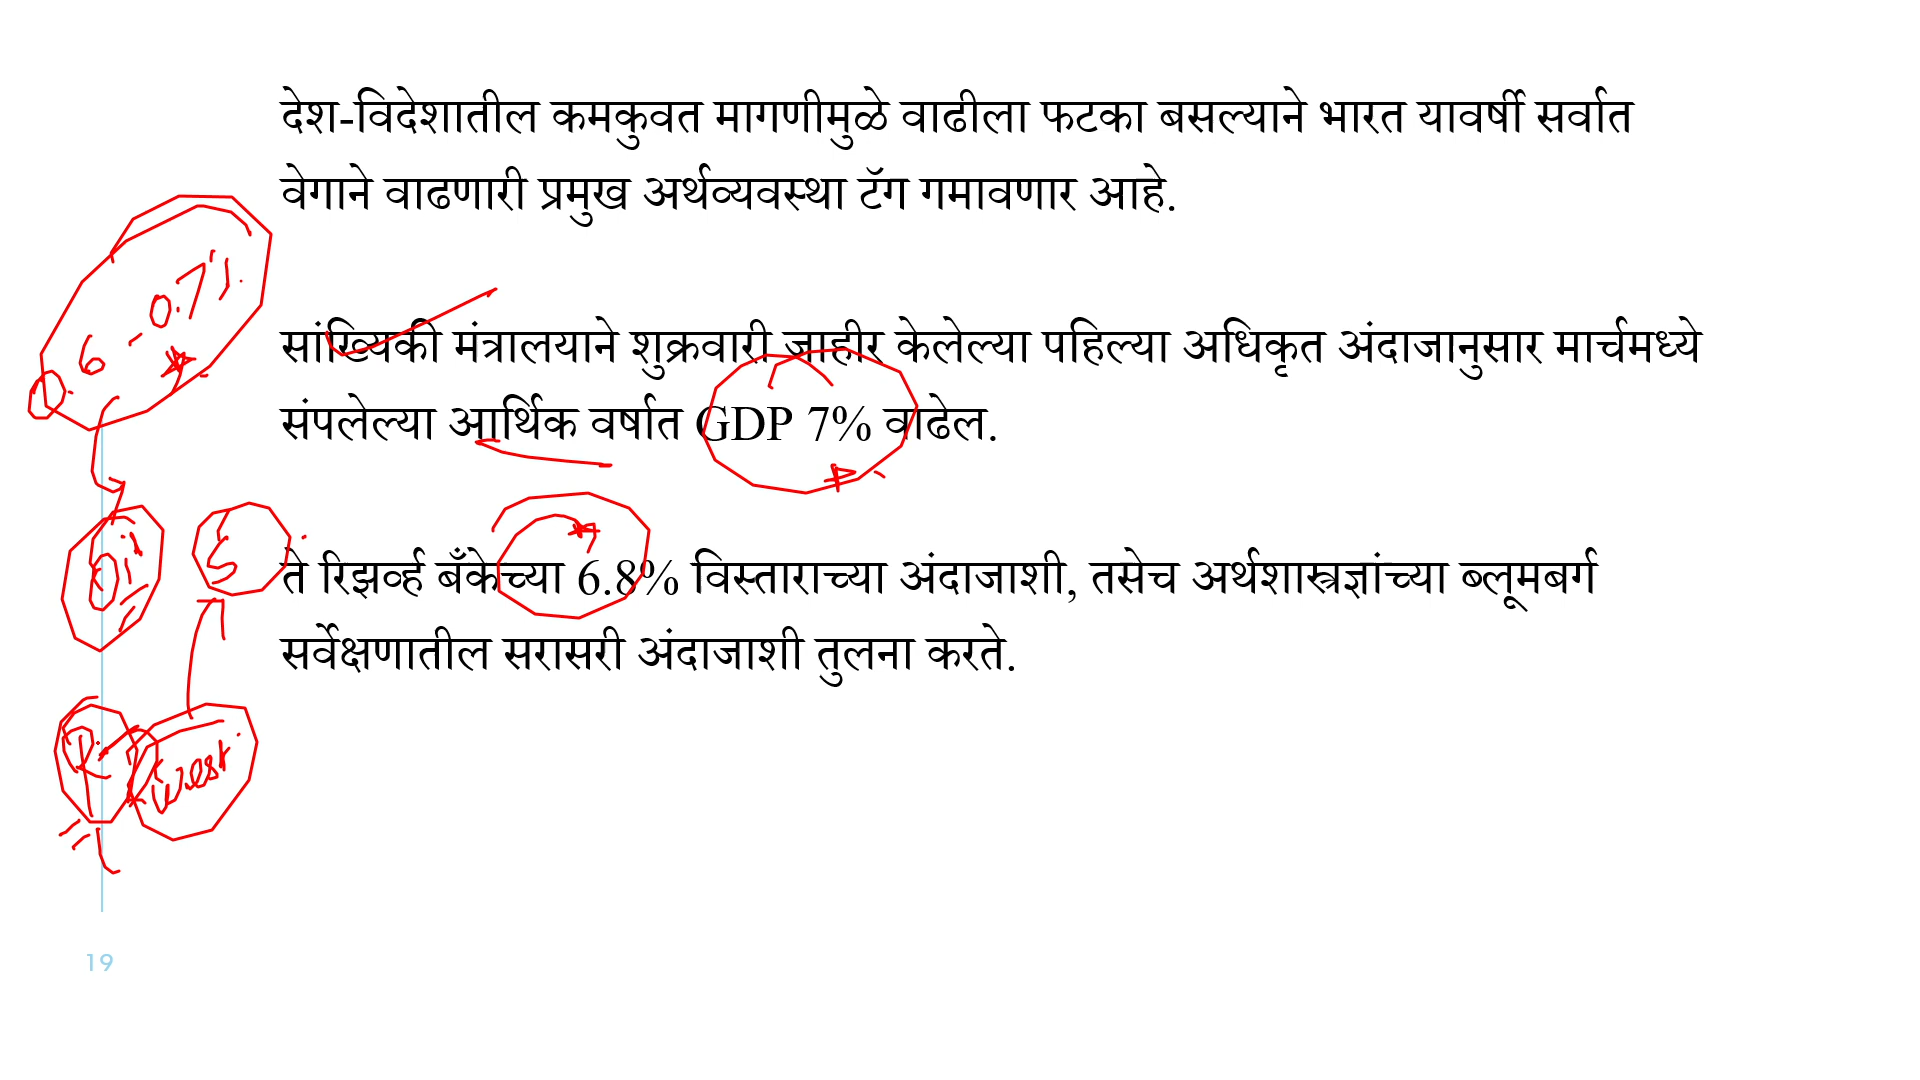 देश-विदेशातील कमकुवत मागणीमुळे वाढीला फटका बसल्याने भारत यावर्षी सर्वात
वेगाने वाढणारी प्रमुख अर्थव्यवस्था टॅग गमावणार आहे.
सांख्यिकी मंत्रालयाने शुक्रवारी जाहीर केलेल्या पहिल्या अधिकृत अंदाजानुसार मार्चमध्ये
संपलेल्या आर्थिक वर्षात GDP 7% वाढेल.
ते रिझर्व्ह बँकेच्या 6.8% विस्ताराच्या अंदाजाशी, तसेच अर्थशास्त्रज्ञांच्या ब्लूमबर्ग
सर्वेक्षणातील सरासरी अंदाजाशी तुलना करते.
6 - 0.7%
5
West
19